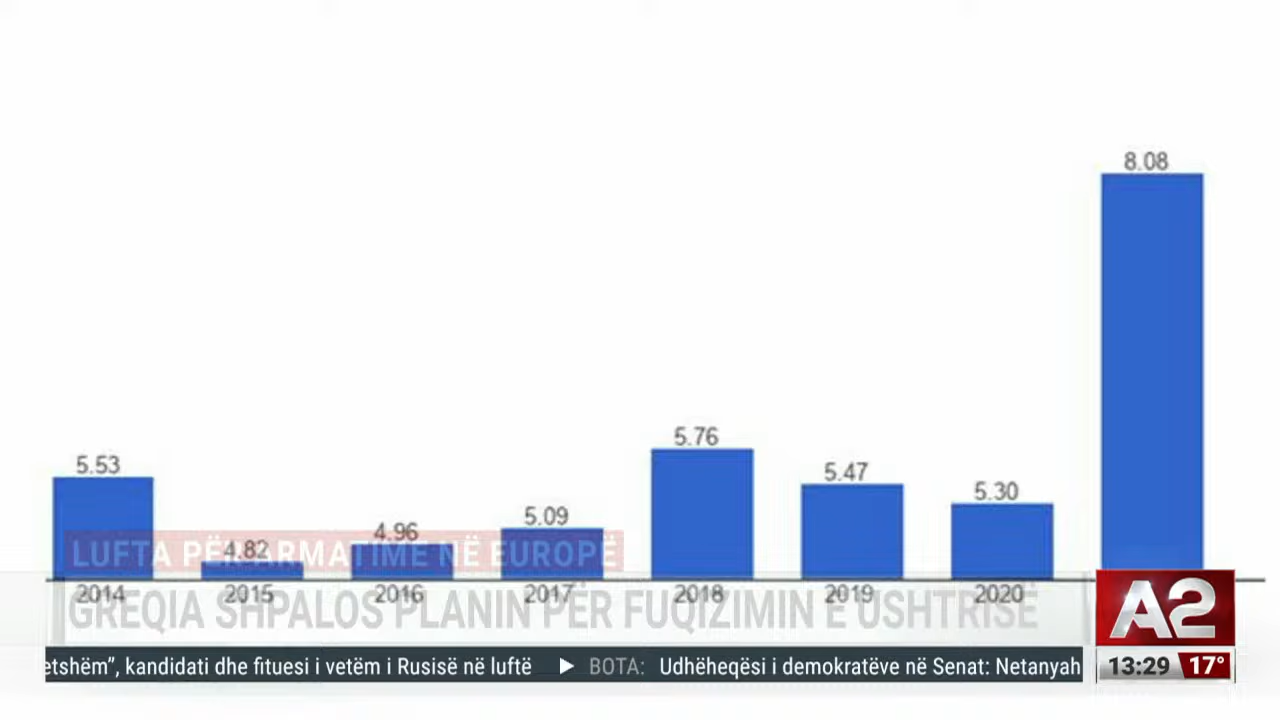 8.08
5.76
5.53
5.47
5.30
5.09
4.96
4.82
LUFTA PËR ARMATIME NË EUROPË
2014 2015 2016 2017 2018 2019 2020
GREQIA SHPALOS PLANIN PËR FUQIZIMIN E USHTRISË
A2
etshëm”, kandidati dhe fituesi i vetëm i Rusisë në luftë ▶ BOTA: Udhëheqësi i demokratëve në Senat: Netanyah
13:29 17°